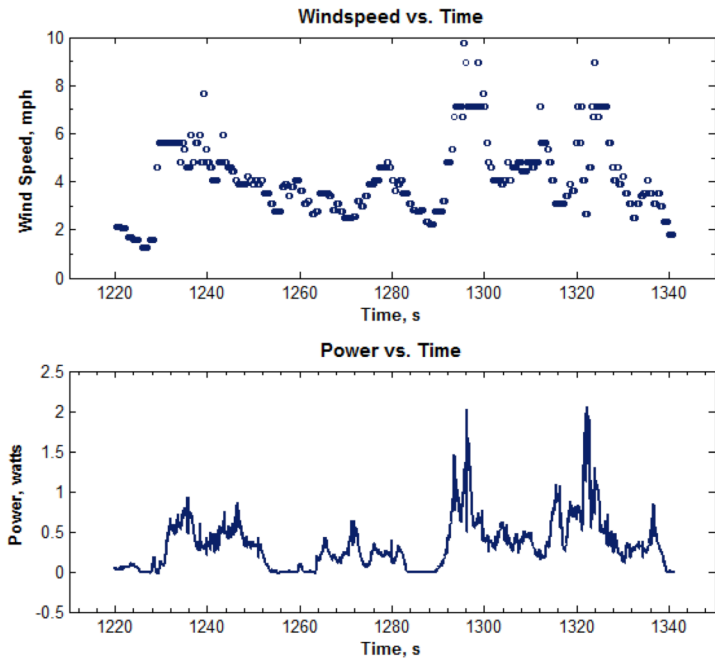 Windspeed vs. Time
Wind Speed, mph
10
8
6
4
2
0
1220 1240 1260 1280 1300 1320 1340
Time, s
Power vs. Time
Power, watts
2.5
2
1.5
1
0.5
0
-0.5
1220 1240 1260 1280 1300 1320 1340
Time, s